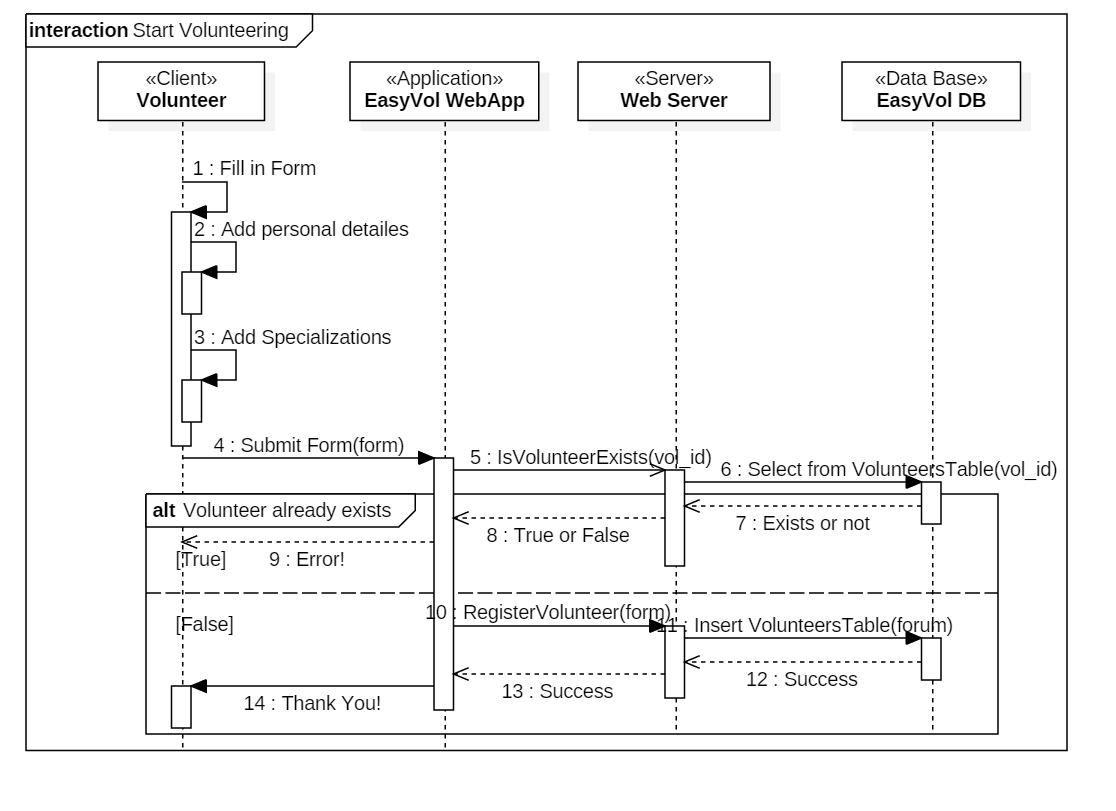 interaction Start Volunteering
«Client»
Volunteer
«Application»
EasyVol WebApp
«Server»
Web Server
«Data Base»
EasyVol DB
1 : Fill in Form
2 : Add personal detailes
3 : Add Specializations
4 : Submit Form(form)
5 : IsVolunteerExists(vol_id)
6 : Select from VolunteersTable(vol_id)
alt Volunteer already exists
7 : Exists or not
8 : True or False
[True]
9 : Error!
10 : RegisterVolunteer(form)
[False]
11 : Insert VolunteersTable(forum)
12 : Success
13 : Success
14 : Thank You!